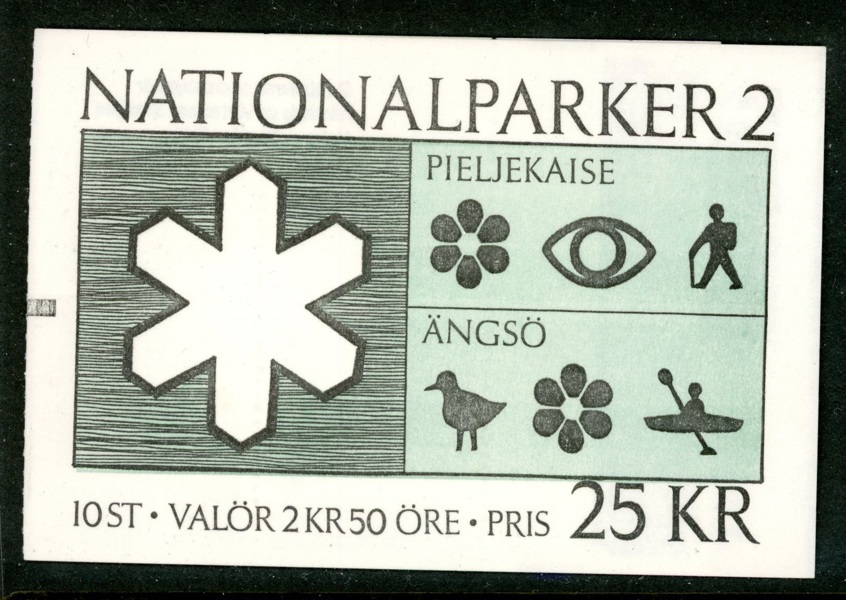 NATIONALPARKER 2
PIELJEKAISE
ÄNGSÖ
10 ST • VALÖR 2 KR 50 ÖRE • PRIS 25 KR